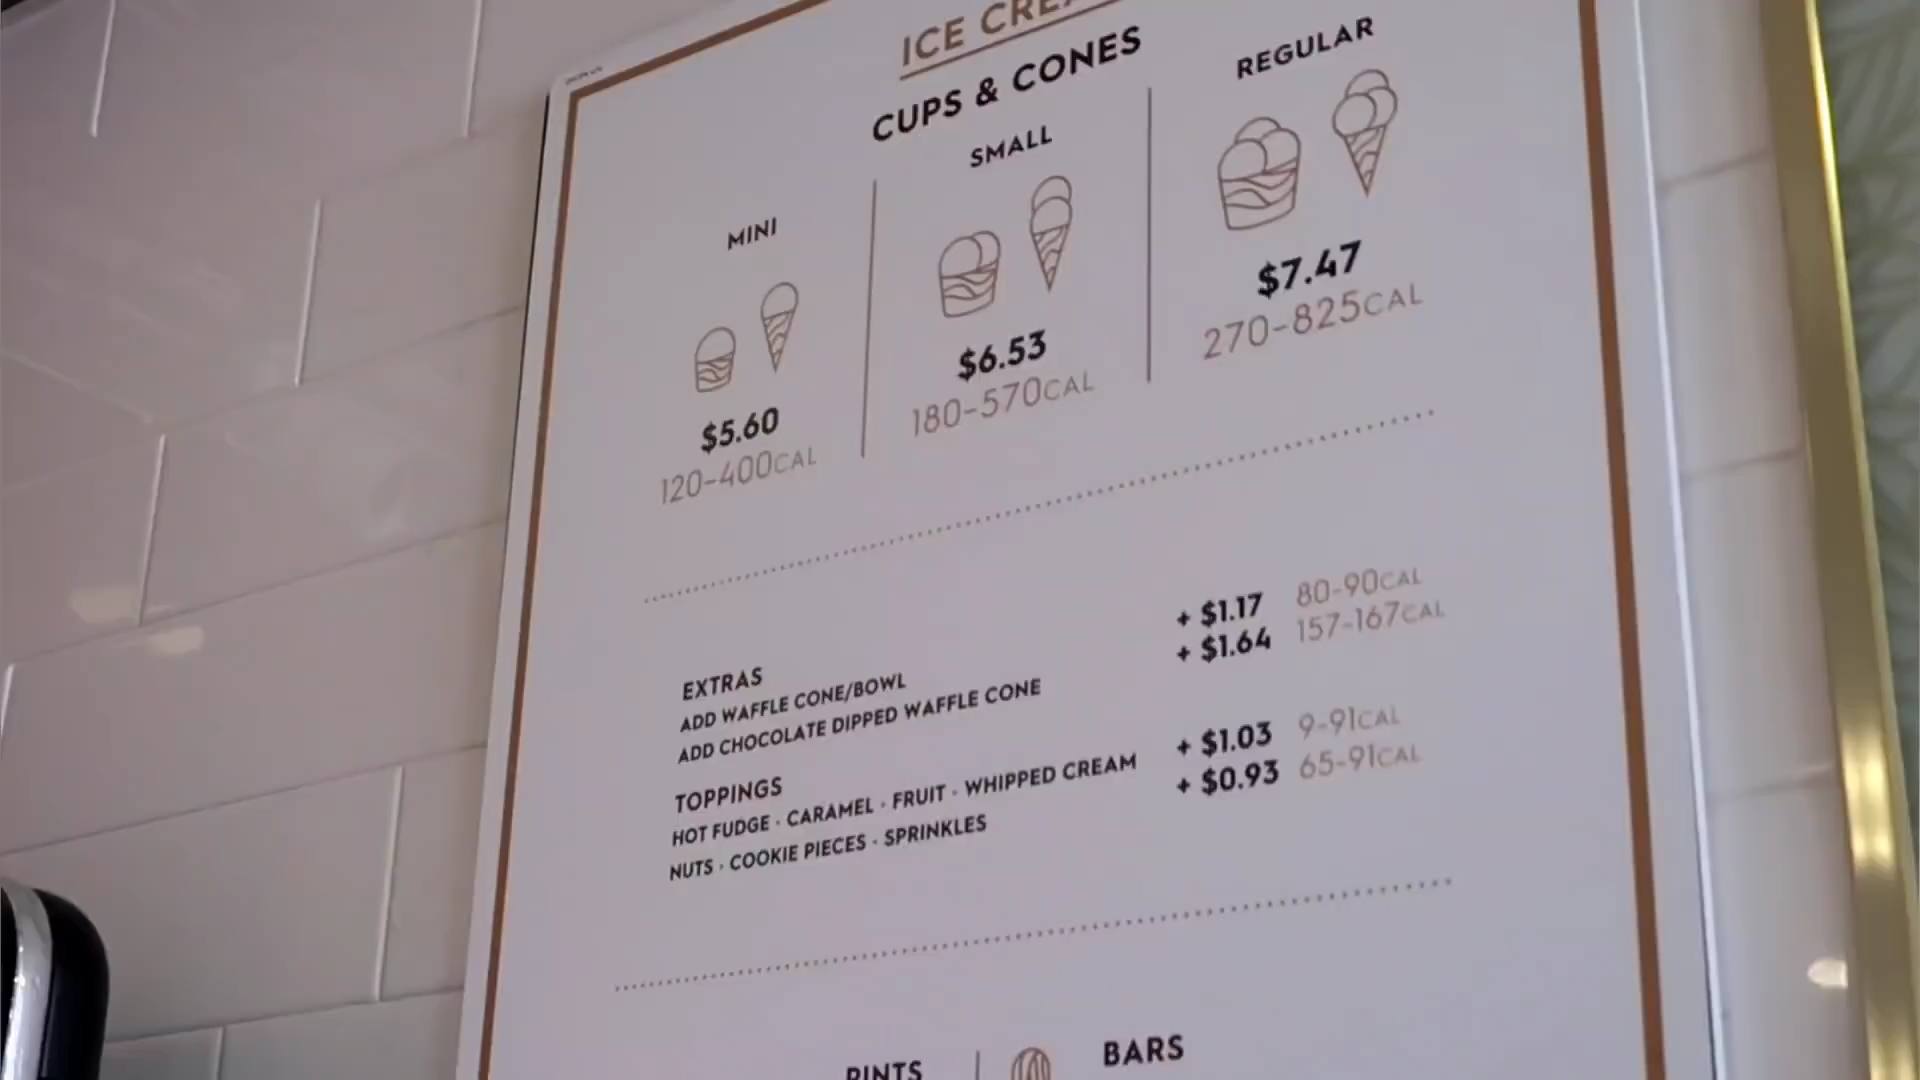 ICE CREA
CUPS & CONES
MINI
$5.60
120-400CAL
SMALL
$6.53
180-570CAL
REGULAR
$7.47
270-825CAL
EXTRAS
ADD WAFFLE CONE/BOWL + $1.17 80-90CAL
ADD CHOCOLATE DIPPED WAFFLE CONE + $1.64 157-167CAL
TOPPINGS
HOT FUDGE · CARAMEL · FRUIT · WHIPPED CREAM + $1.03 9-91CAL
NUTS · COOKIE PIECES · SPRINKLES + $0.93 65-91CAL
PINTS
BARS